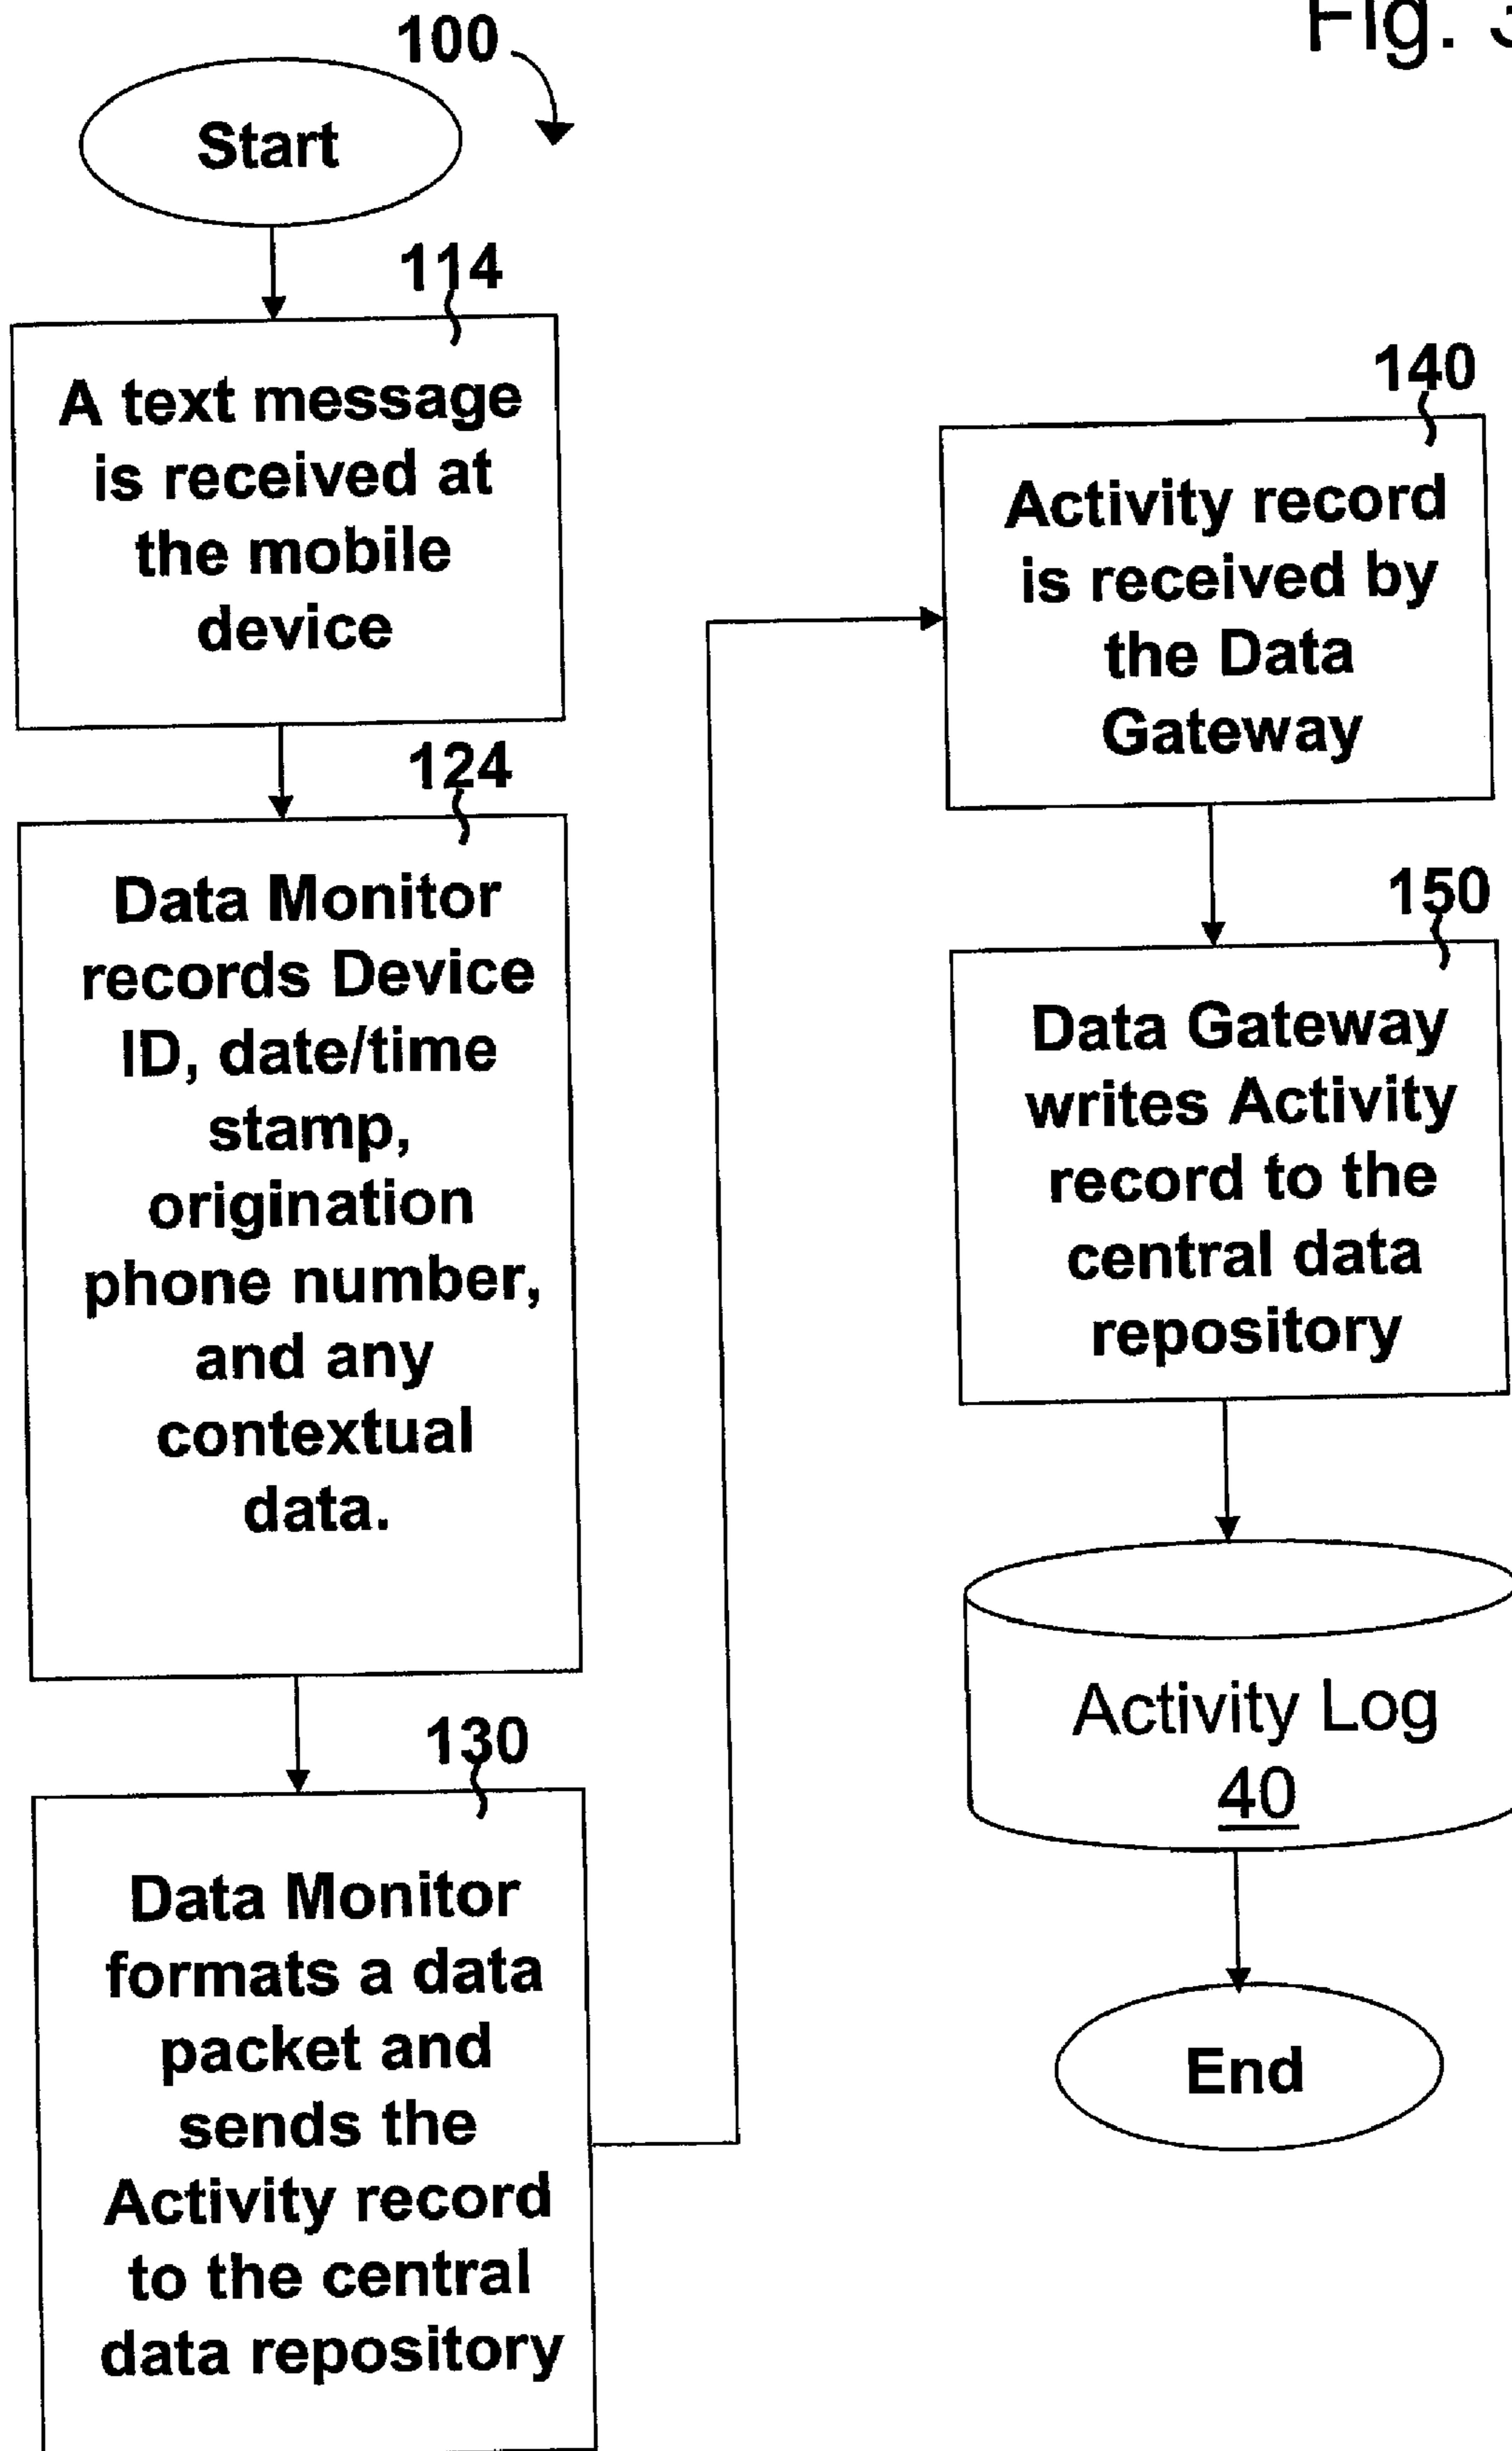 Fig.
100
Start
114
A text message
is received at
the mobile
device
124
Data Monitor
records Device
ID, date/time
stamp,
origination
phone number,
and any
contextual
data.
130
Data Monitor
formats a data
packet and
sends the
Activity record
to the central
data repository
140
Activity record
is received by
the Data
Gateway
150
Data Gateway
writes Activity
record to the
central data
repository
Activity Log
40
End